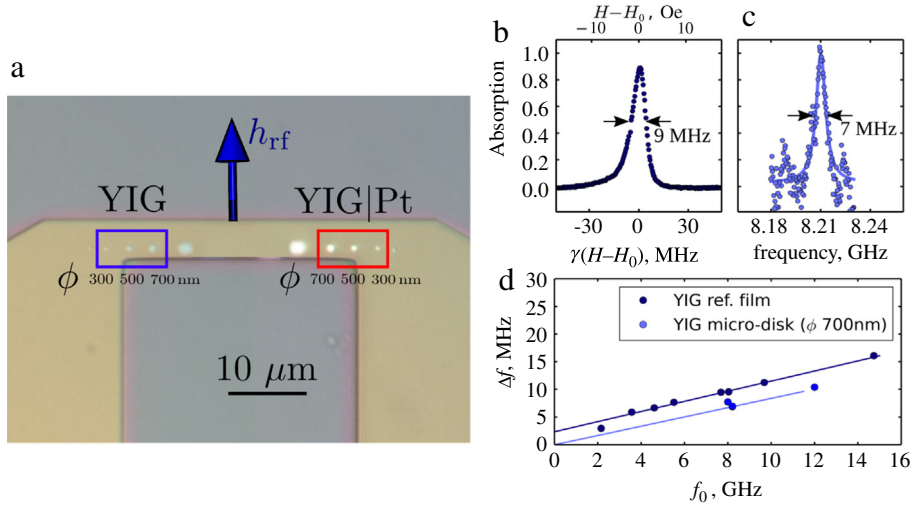 a
h_rf
YIG
YIG|Pt
ϕ 300 500 700 nm
ϕ 700 500 300 nm
10 μm
b
H−H₀, Oe
−10 0 10
Absorption
1.0
0.8
0.6
0.4
0.2
0.0
9 MHz
−30 0 30
γ(H−H₀), MHz
c
7 MHz
8.18 8.21 8.24
frequency, GHz
d
Δf, MHz
30
25
20
15
10
5
0
YIG ref. film
YIG micro-disk (ϕ 700nm)
0 2 4 6 8 10 12 14 16
f₀, GHz